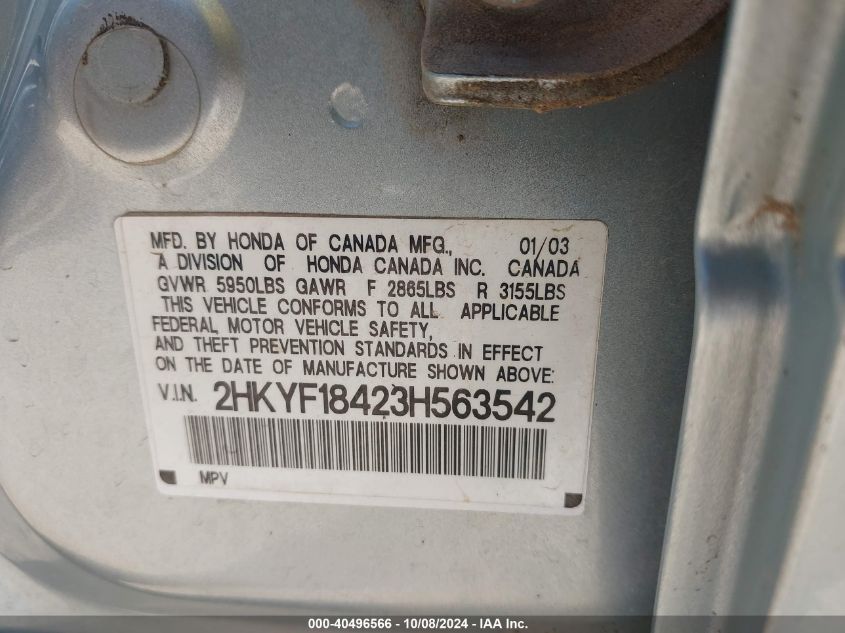 MFD. BY HONDA OF CANADA MFG., 01/03
A DIVISION OF HONDA CANADA INC. CANADA
GVWR 5950LBS GAWR F 2865LBS R 3155LBS
THIS VEHICLE CONFORMS TO ALL APPLICABLE
FEDERAL MOTOR VEHICLE SAFETY,
AND THEFT PREVENTION STANDARDS IN EFFECT
ON THE DATE OF MANUFACTURE SHOWN ABOVE:
V.I.N. 2HKYF18423H563542
MPV
000-40496566 - 10/08/2024 - IAA Inc.